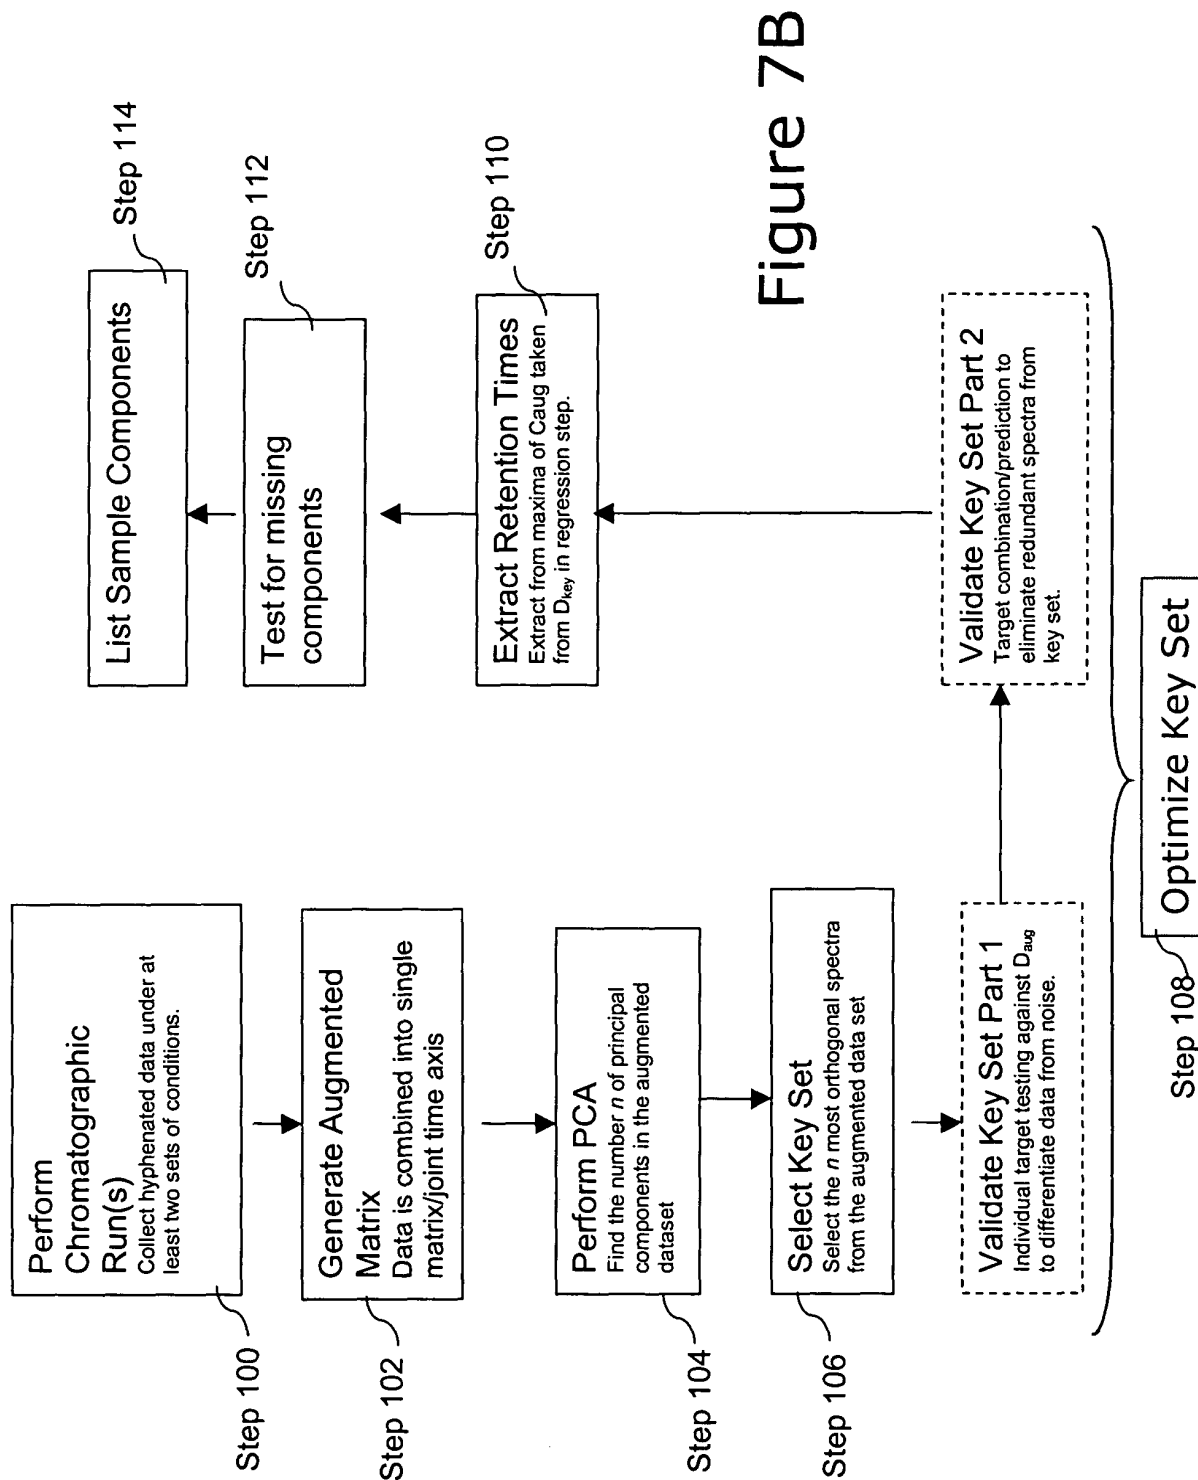 Step 100
Perform
Chromatographic
Run(s)
Collect hyphenated data under at
least two sets of conditions.
Step 102
Generate Augmented
Matrix
Data is combined into single
matrix/joint time axis
Step 104
Perform PCA
Find the number n of principal
components in the augmented
dataset
Step 106
Select Key Set
Select the n most orthogonal spectra
from the augmented data set
Validate Key Set Part 1
Individual target testing against Daug
to differentiate data from noise.
Validate Key Set Part 2
Target combination/prediction to
eliminate redundant spectra from
key set.
Step 108
Optimize Key Set
Extract Retention Times
Extract from maxima of Caug taken
from Dkey in regression step.
Step 110
Test for missing
components
Step 112
List Sample Components
Step 114
Figure 7B